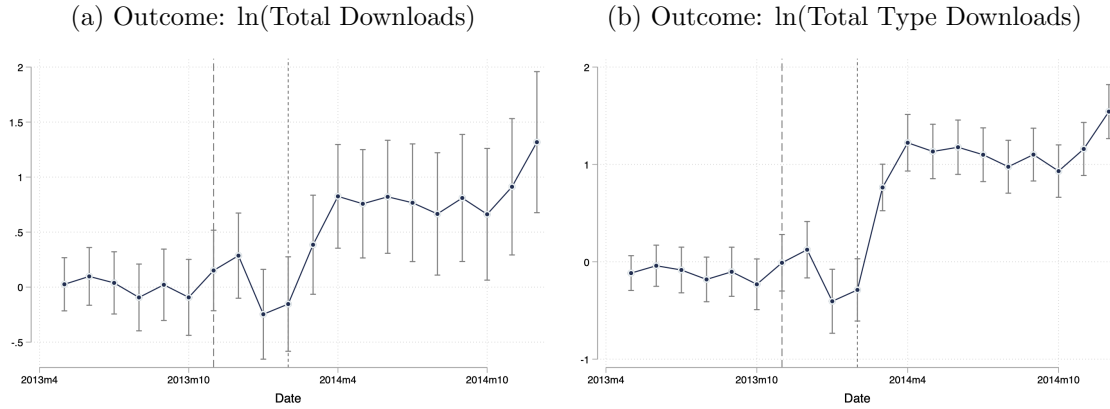 (a) Outcome: ln(Total Downloads)
2
1.5
1
.5
0
-.5
2013m4 2013m10 2014m4 2014m10
Date
(b) Outcome: ln(Total Type Downloads)
2
1
0
-1
2013m4 2013m10 2014m4 2014m10
Date